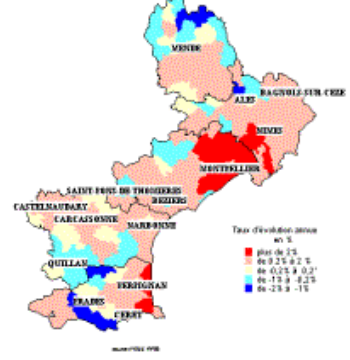 MENDE
BAGNOLS-SUR-CEZE
ALES
NIMES
MONTPELLIER
SAINT-PONS DE THOMIERES
BEZIERS
CASTELNAUDARY
CARCASSONNE
NARBONNE
QUILLAN
PERPIGNAN
PRADES
CERET
Taux d'évolution annue
en %
plus de 2%
de 0,2% à 2 %
de -0,2% à 0,2%
de -1% à -0,2%
de -2% à -1%